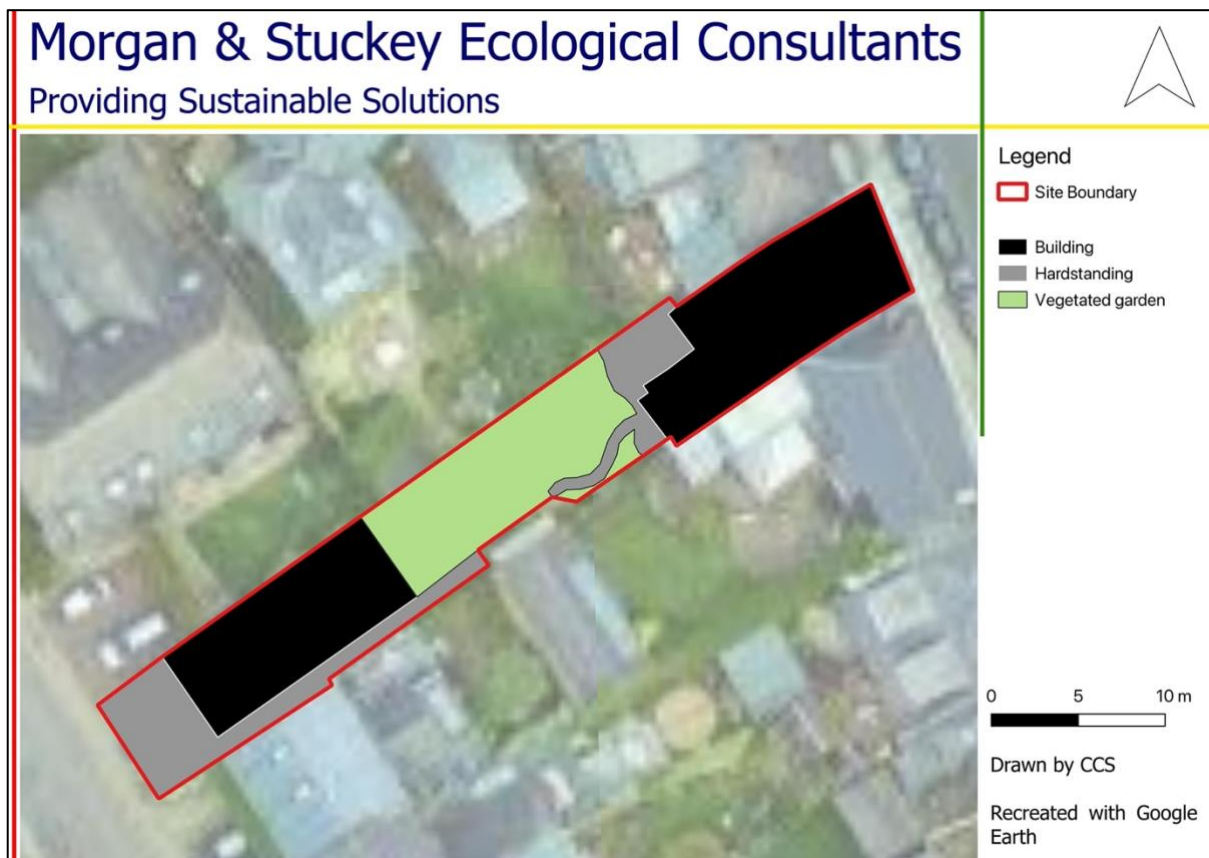 Morgan & Stuckey Ecological Consultants
Providing Sustainable Solutions
Legend
Site Boundary
Building
Hardstanding
Vegetated garden
0 5 10 m
Drawn by CCS
Recreated with Google
Earth